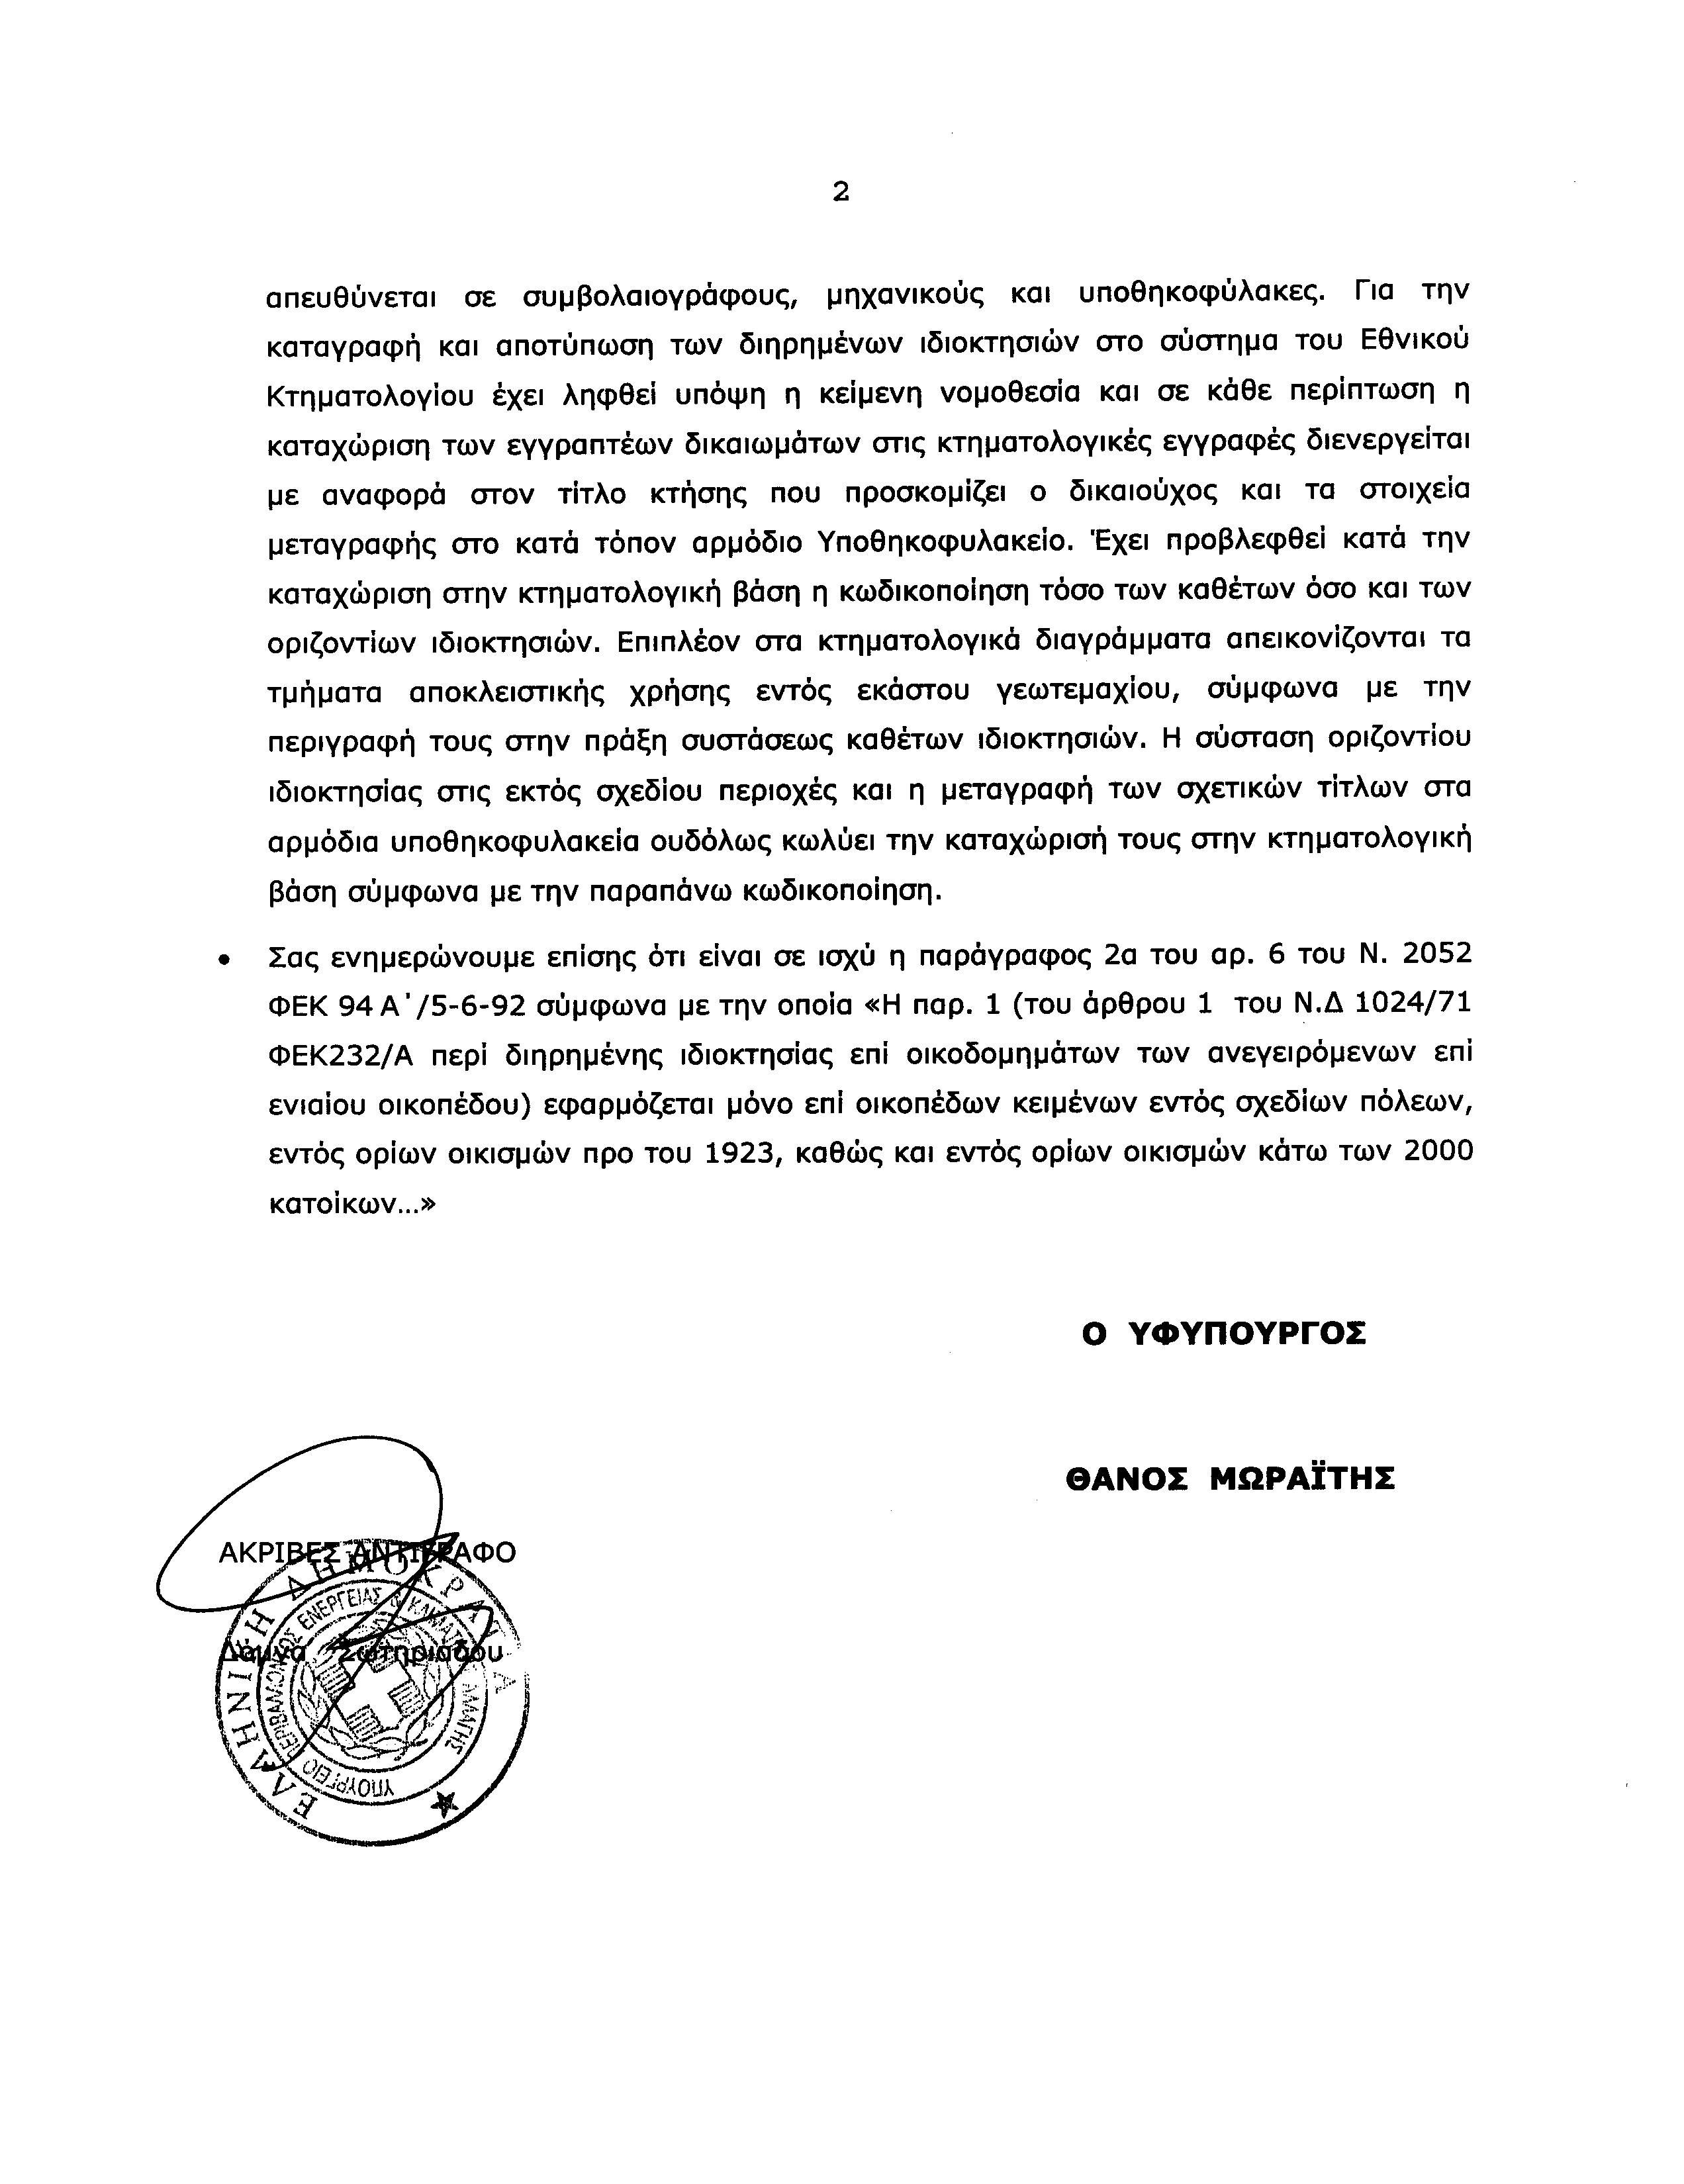 2
απευθύνεται σε συμβολαιογράφους, μηχανικούς και υποθηκοφύλακες. Για την
καταγραφή και αποτύπωση των διηρημένων ιδιοκτησιών στο σύστημα του Εθνικού
Κτηματολογίου έχει ληφθεί υπόψη η κείμενη νομοθεσία και σε κάθε περίπτωση η
καταχώριση των εγγραπτέων δικαιωμάτων στις κτηματολογικές εγγραφές διενεργείται
με αναφορά στον τίτλο κτήσης που προσκομίζει ο δικαιούχος και τα στοιχεία
μεταγραφής στο κατά τόπον αρμόδιο Υποθηκοφυλακείο. Έχει προβλεφθεί κατά την
καταχώριση στην κτηματολογική βάση η κωδικοποίηση τόσο των καθέτων όσο και των
οριζοντίων ιδιοκτησιών. Επιπλέον στα κτηματολογικά διαγράμματα απεικονίζονται τα
τμήματα αποκλειστικής χρήσης εντός εκάστου γεωτεμαχίου, σύμφωνα με την
περιγραφή τους στην πράξη συστάσεως καθέτων ιδιοκτησιών. Η σύσταση οριζοντίου
ιδιοκτησίας στις εκτός σχεδίου περιοχές και η μεταγραφή των σχετικών τίτλων στα
αρμόδια υποθηκοφυλακεία ουδόλως κωλύει την καταχώρισή τους στην κτηματολογική
βάση σύμφωνα με την παραπάνω κωδικοποίηση.
• Σας ενημερώνουμε επίσης ότι είναι σε ισχύ η παράγραφος 2α του αρ. 6 του Ν. 2052
ΦΕΚ 94 Α'/5-6-92 σύμφωνα με την οποία «Η παρ. 1 (του άρθρου 1 του Ν.Δ 1024/71
ΦΕΚ232/Α περί διηρημένης ιδιοκτησίας επί οικοδομημάτων των ανεγειρόμενων επί
ενιαίου οικοπέδου) εφαρμόζεται μόνο επί οικοπέδων κειμένων εντός σχεδίων πόλεων,
εντός ορίων οικισμών προ του 1923, καθώς και εντός ορίων οικισμών κάτω των 2000
κατοίκων...»
Ο ΥΦΥΠΟΥΡΓΟΣ
ΘΑΝΟΣ ΜΩΡΑΪΤΗΣ
ΑΚΡΙΒΕΣ ΑΝΤΙΓΡΑΦΟ
Δόμνα Σωτηριάδου
ΕΛΛΗΝΙΚΗ ΔΗΜΟΚΡΑΤΙΑ
ΥΠΟΥΡΓΕΙΟ ΠΕΡΙΒΑΛΛΟΝΤΟΣ ΕΝΕΡΓΕΙΑΣ & ΚΛΙΜΑΤΙΚΗΣ ΑΛΛΑΓΗΣ